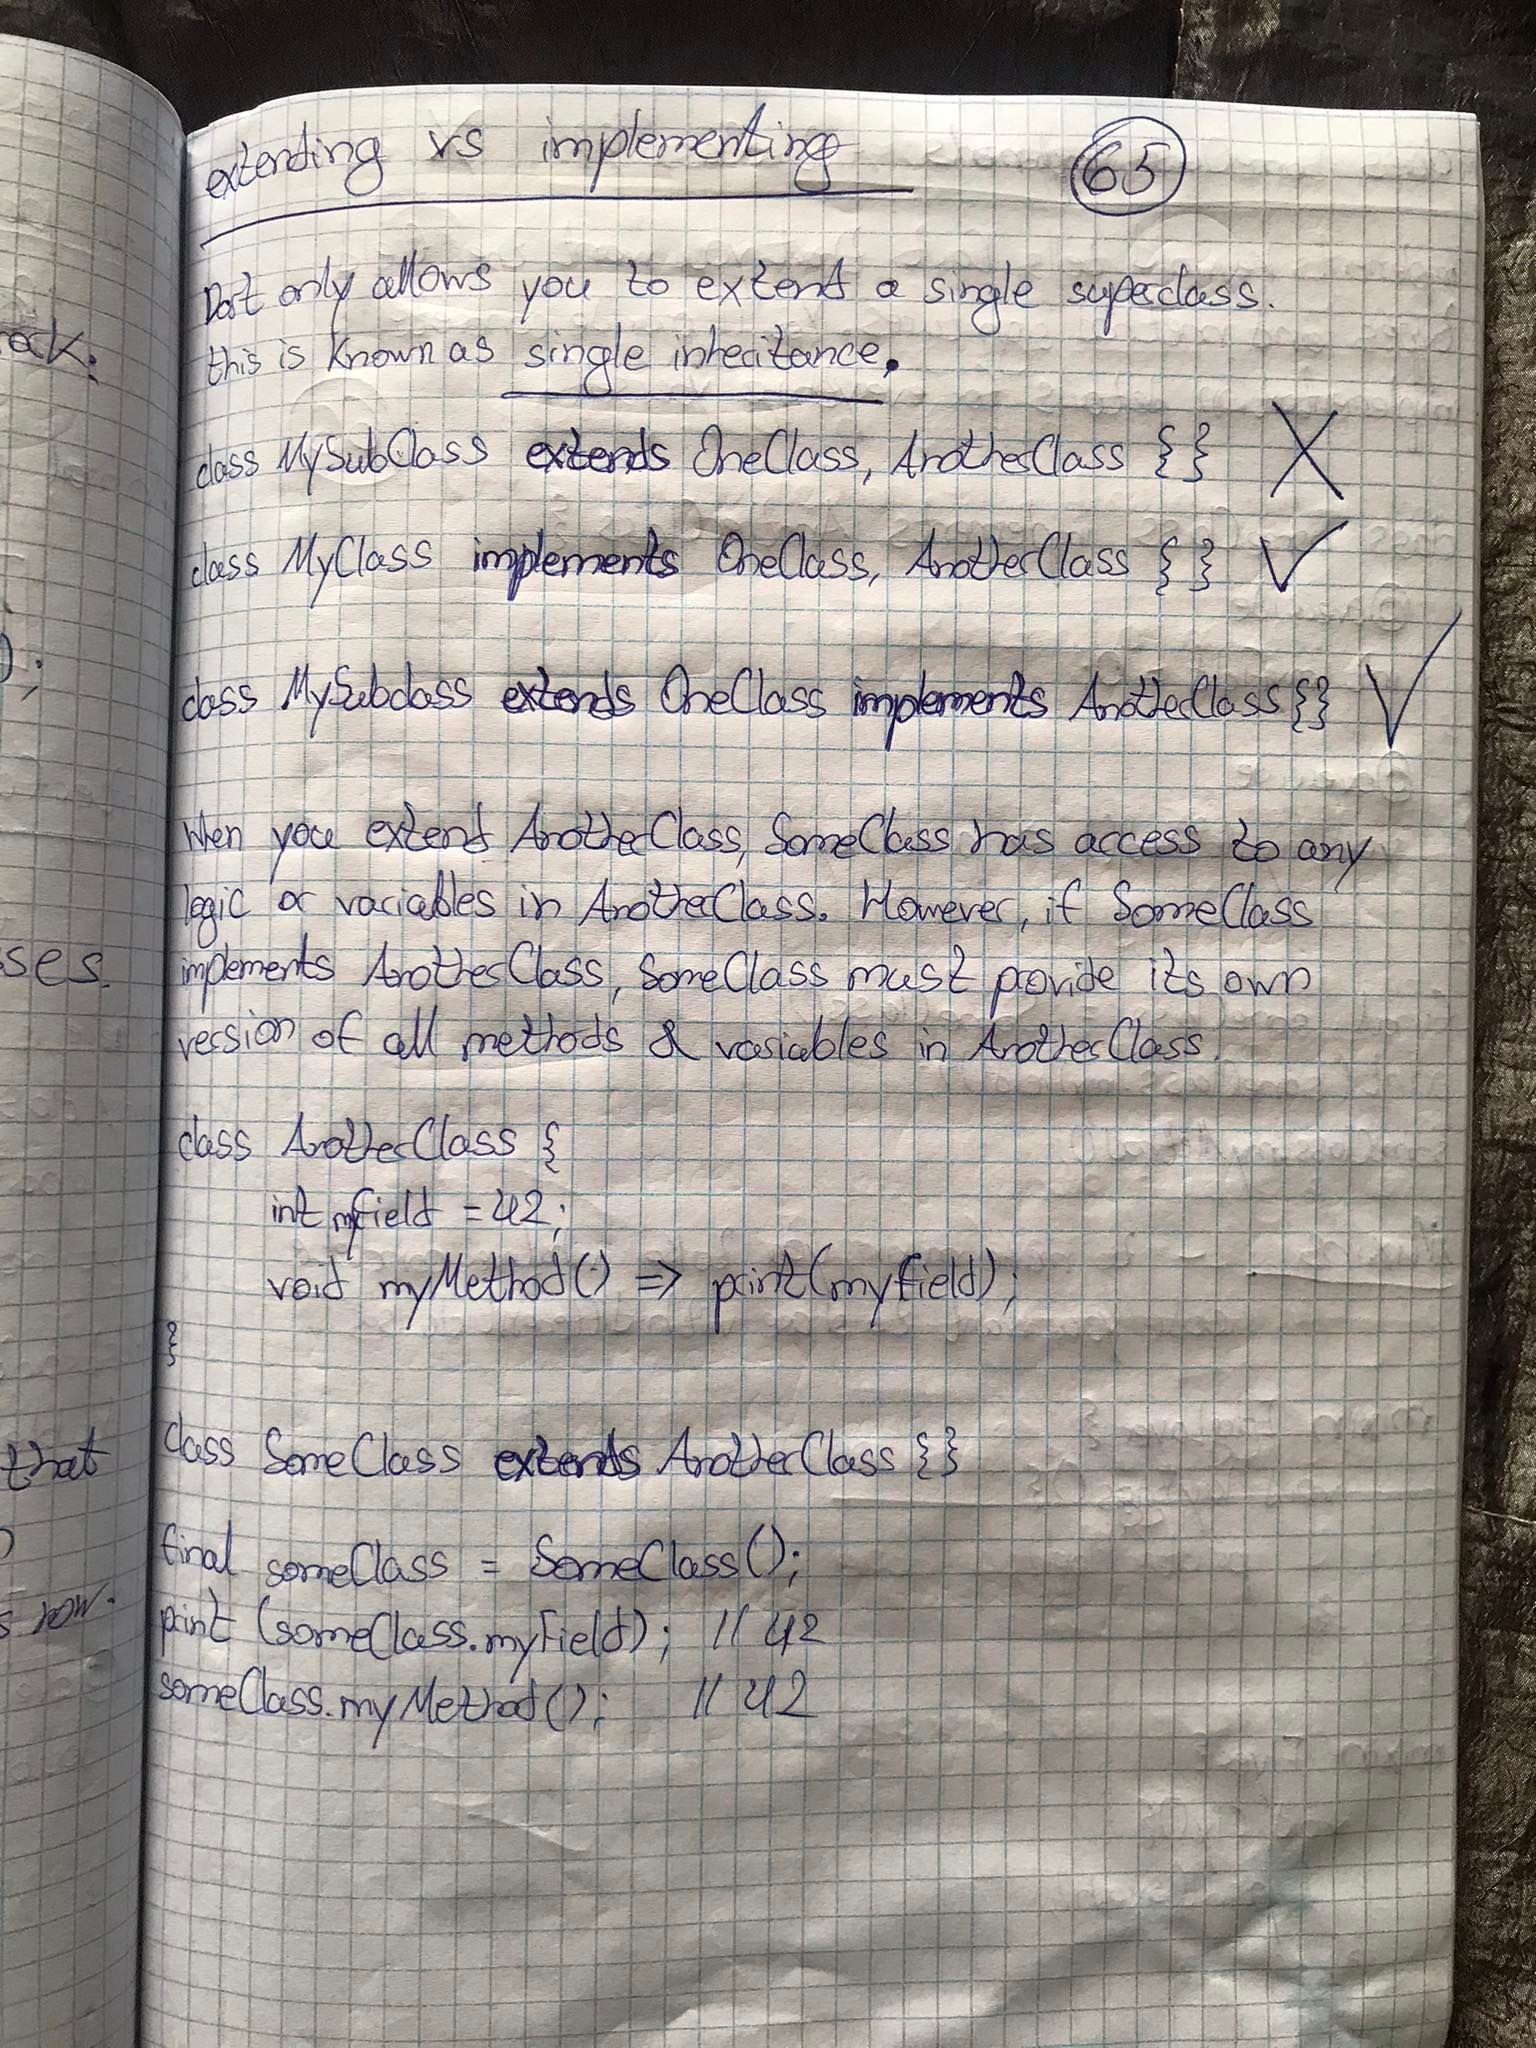 extending vs implementing
65
Dart only allows you to extend a single superclass.
this is known as single inheritance.
class MySubClass extends OneClass, AnotherClass {} X
class MyClass implements OneClass, AnotherClass {} ✓
class MySubclass extends OneClass implements AnotherClass {} ✓
When you extend AnotherClass, SomeClass has access to any
logic or variables in AnotherClass. However, if SomeClass
implements AnotherClass, SomeClass must provide its own
version of all methods & variables in AnotherClass.
class AnotherClass {
int myField = 42;
void myMethod() => print(myField);
}
class SomeClass extends AnotherClass {}
final someClass = SomeClass();
print (someClass.myField); // 42
someClass.myMethod(); // 42
);
that
row.